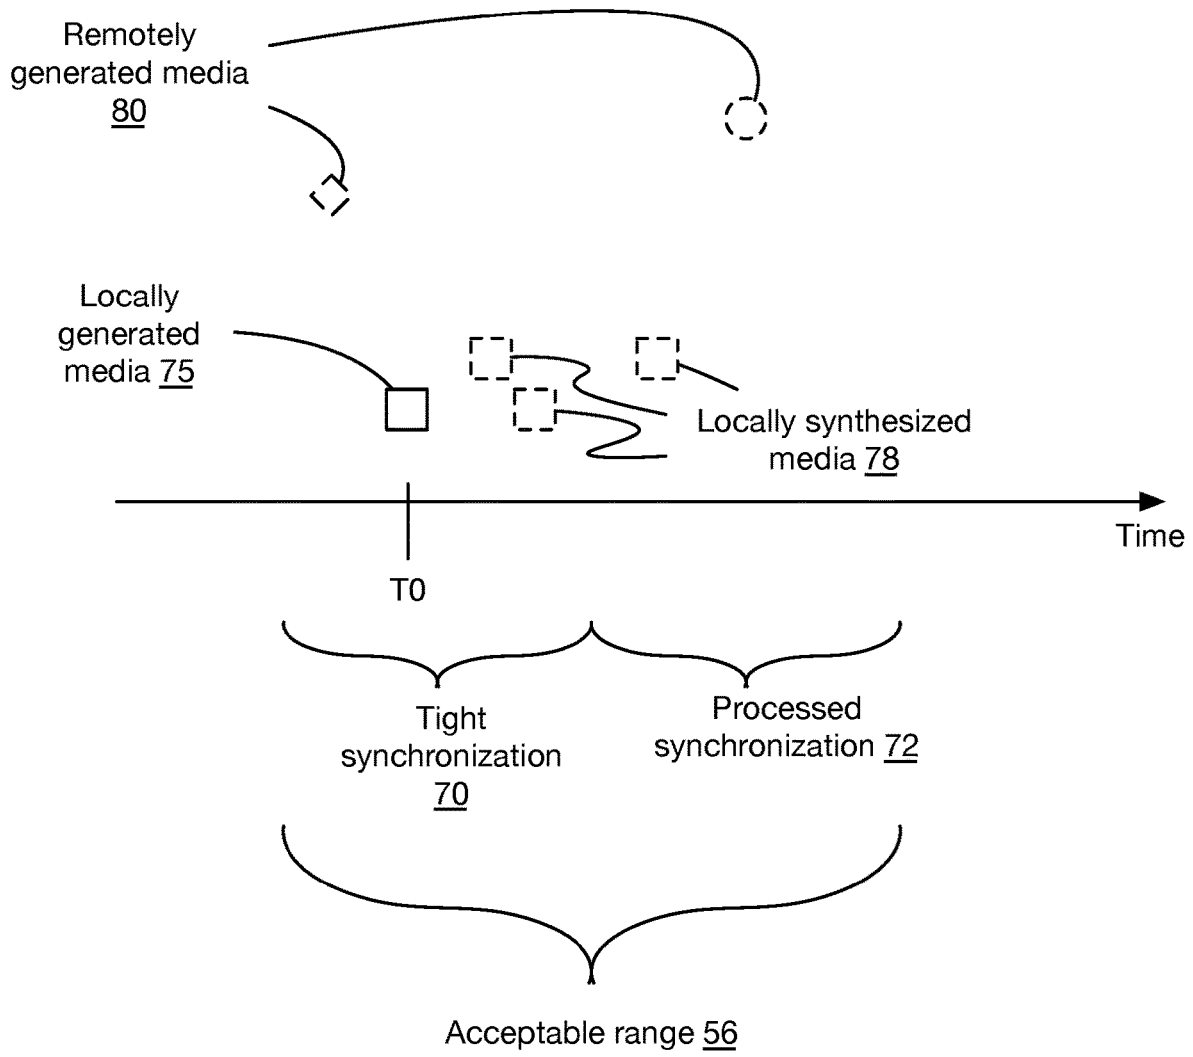 Remotely
generated media
80
Locally
generated
media 75
Locally synthesized
media 78
Time
T0
Tight
synchronization
70
Processed
synchronization 72
Acceptable range 56